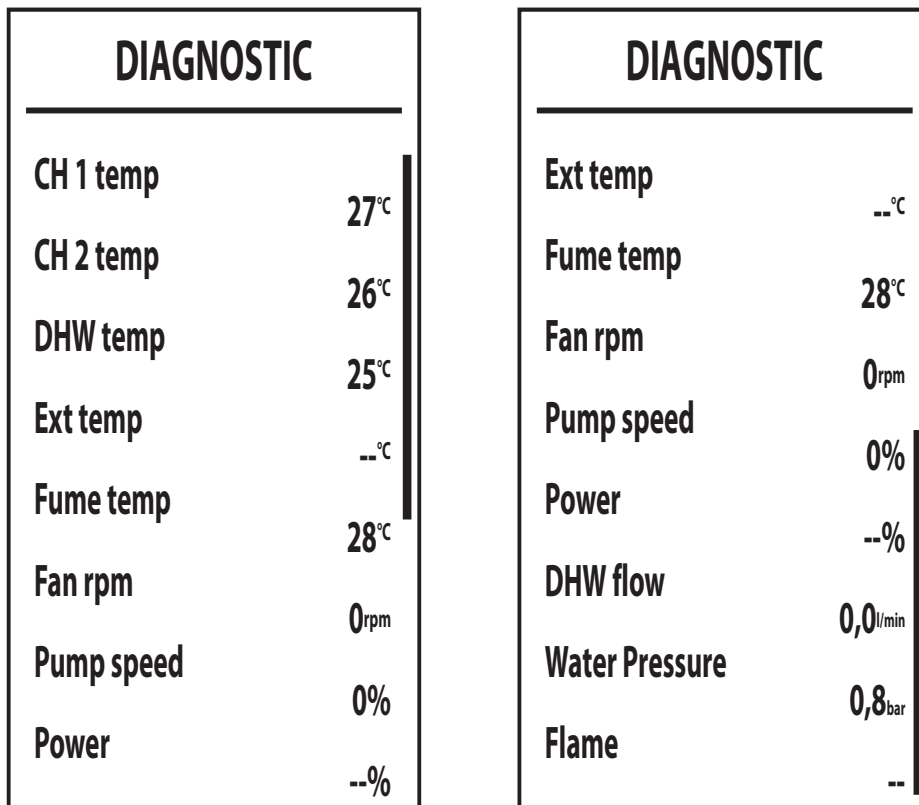 DIAGNOSTIC
CH 1 temp
27°C
CH 2 temp
26°C
DHW temp
25°C
Ext temp
--°C
Fume temp
28°C
Fan rpm
0rpm
Pump speed
0%
Power
--%
DIAGNOSTIC
Ext temp
--°C
Fume temp
28°C
Fan rpm
0rpm
Pump speed
0%
Power
--%
DHW flow
0,0l/min
Water Pressure
0,8bar
Flame
--